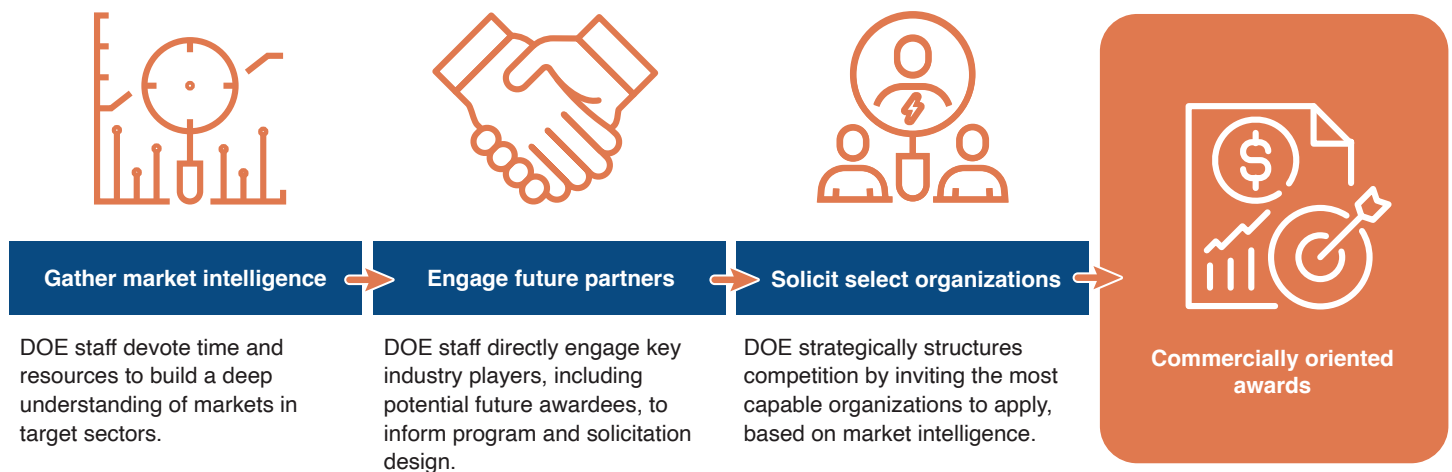 Gather market intelligence
DOE staff devote time and
resources to build a deep
understanding of markets in
target sectors.
Engage future partners
DOE staff directly engage key
industry players, including
potential future awardees, to
inform program and solicitation
design.
Solicit select organizations
DOE strategically structures
competition by inviting the most
capable organizations to apply,
based on market intelligence.
$
Commercially oriented
awards